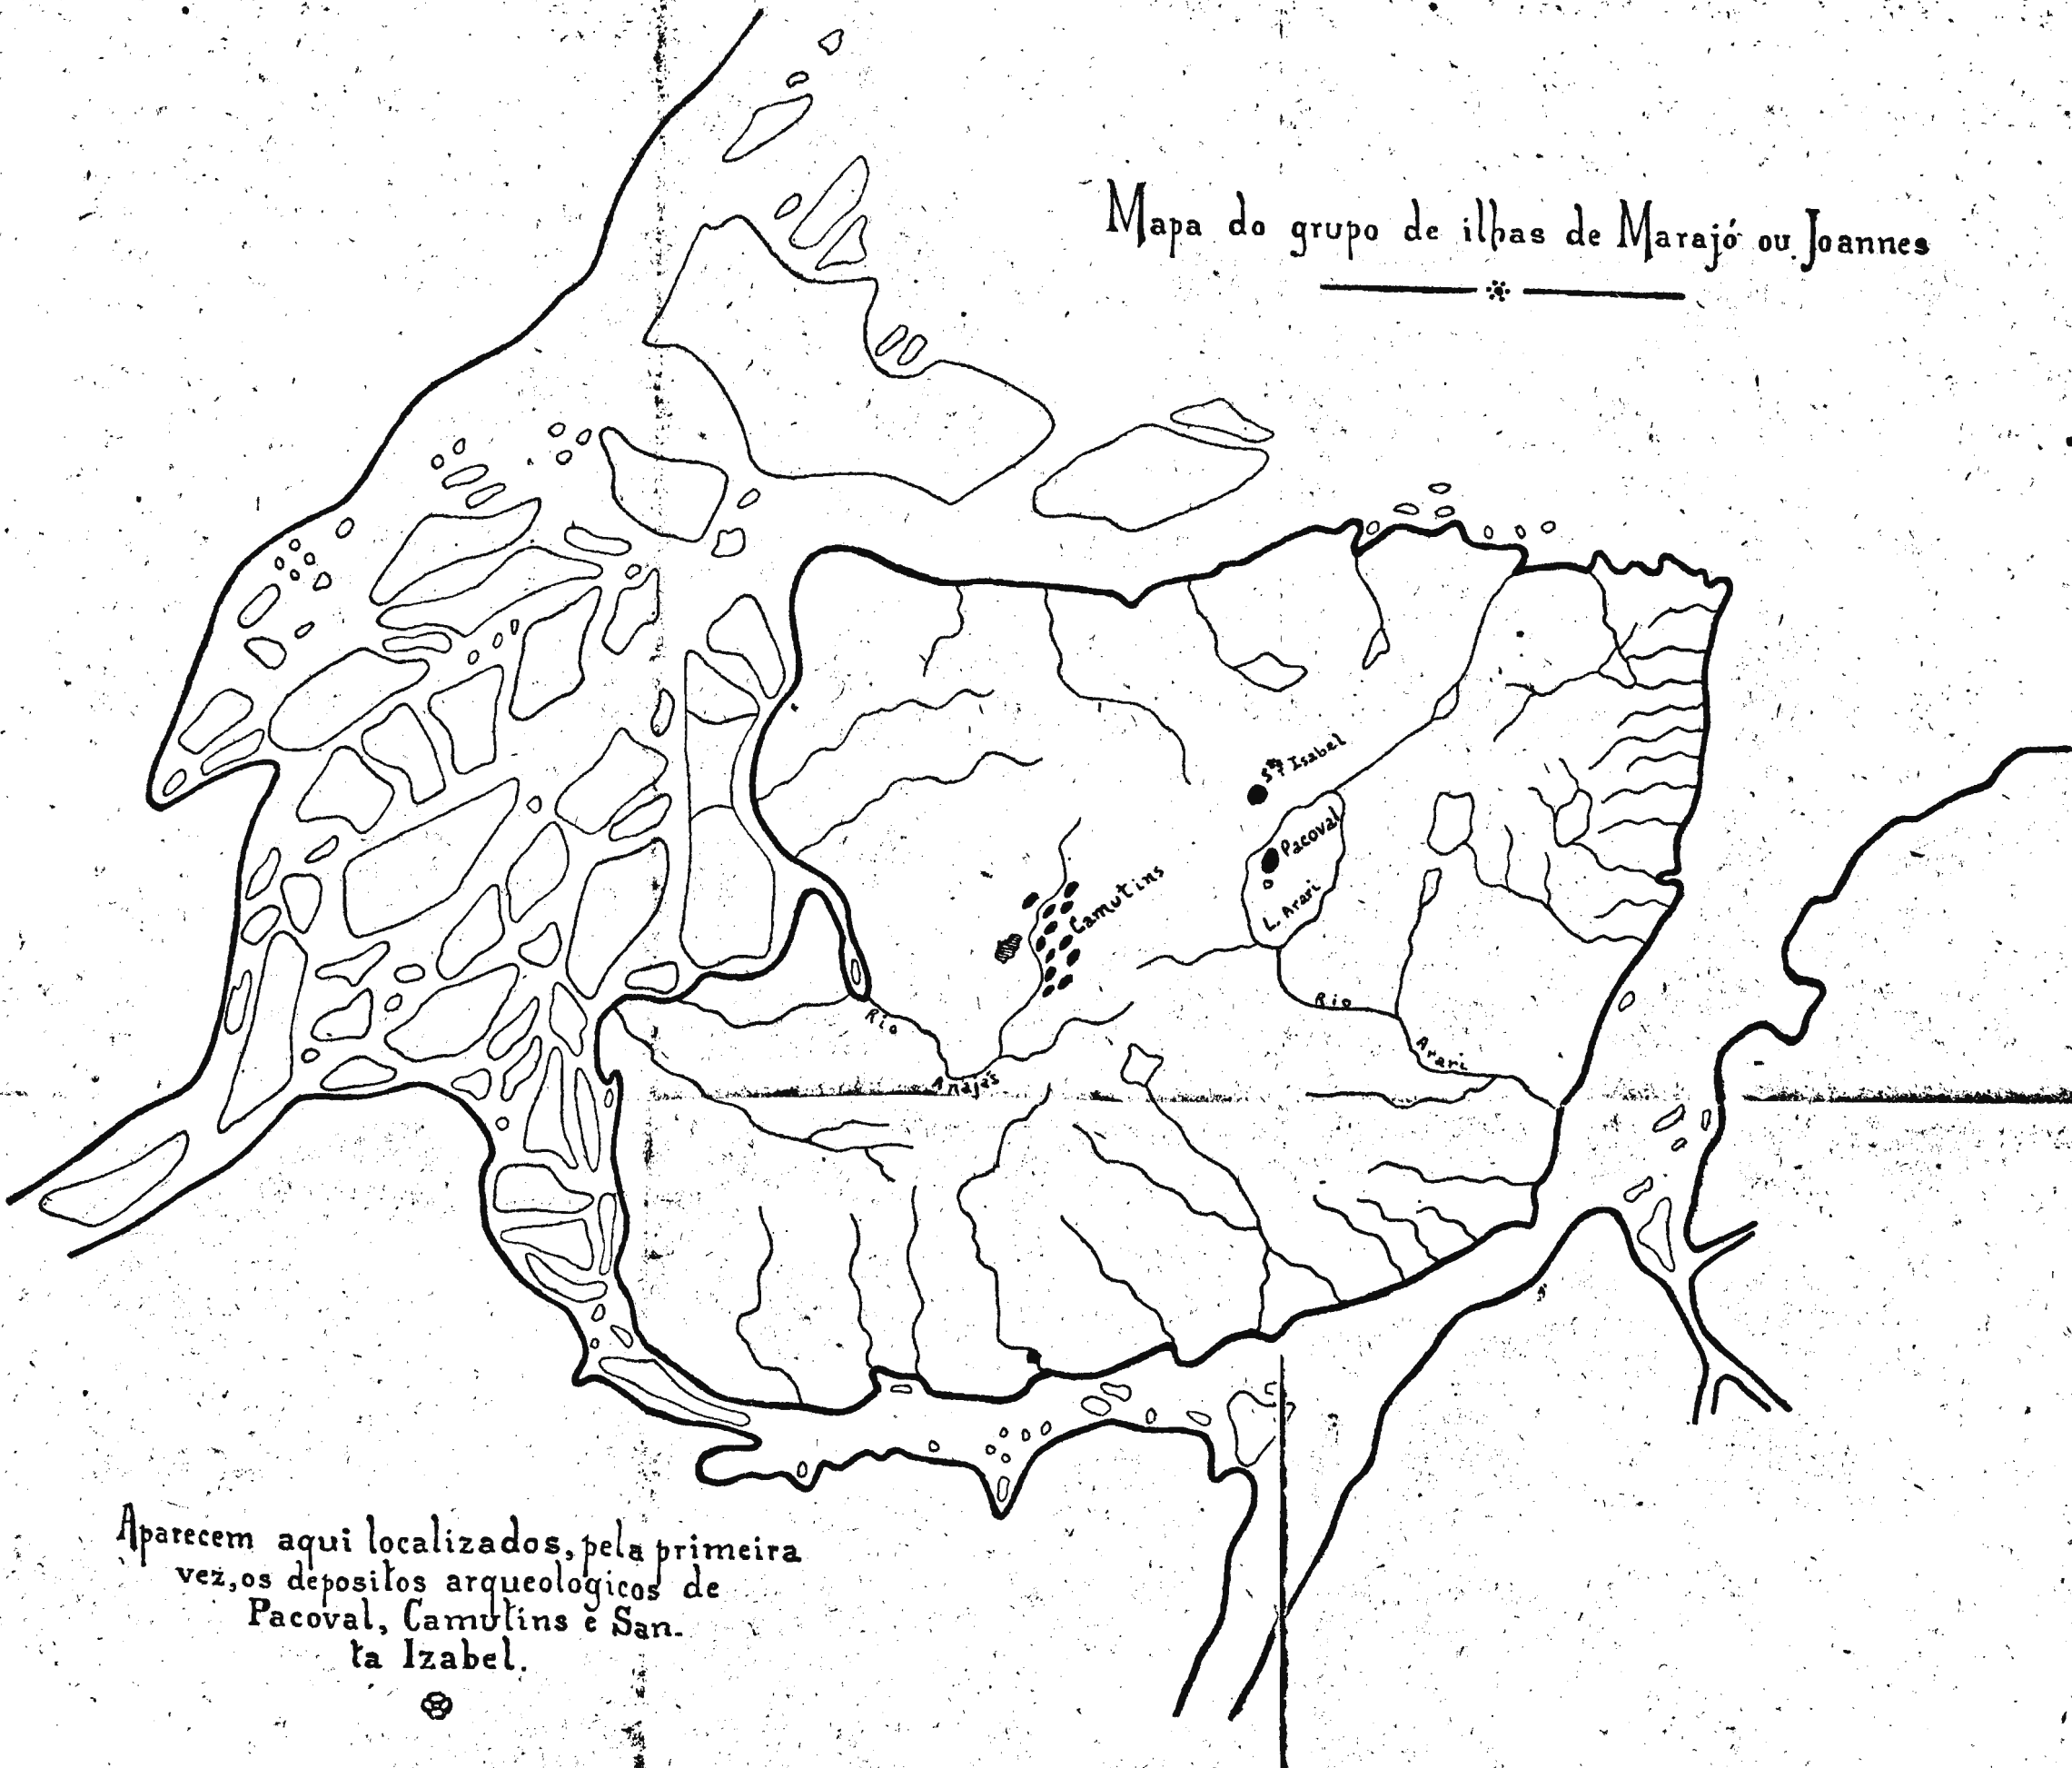 Mapa do grupo de ilhas de Marajó ou Joannes
Sta Isabel
Pacoval
L. Arari
Camutins
Rio
Arari
Rio
Anajás
Aparecem aqui localizados, pela primeira
vez, os depositos arqueologicos de
Pacoval, Camutins e San-
ta Izabel.